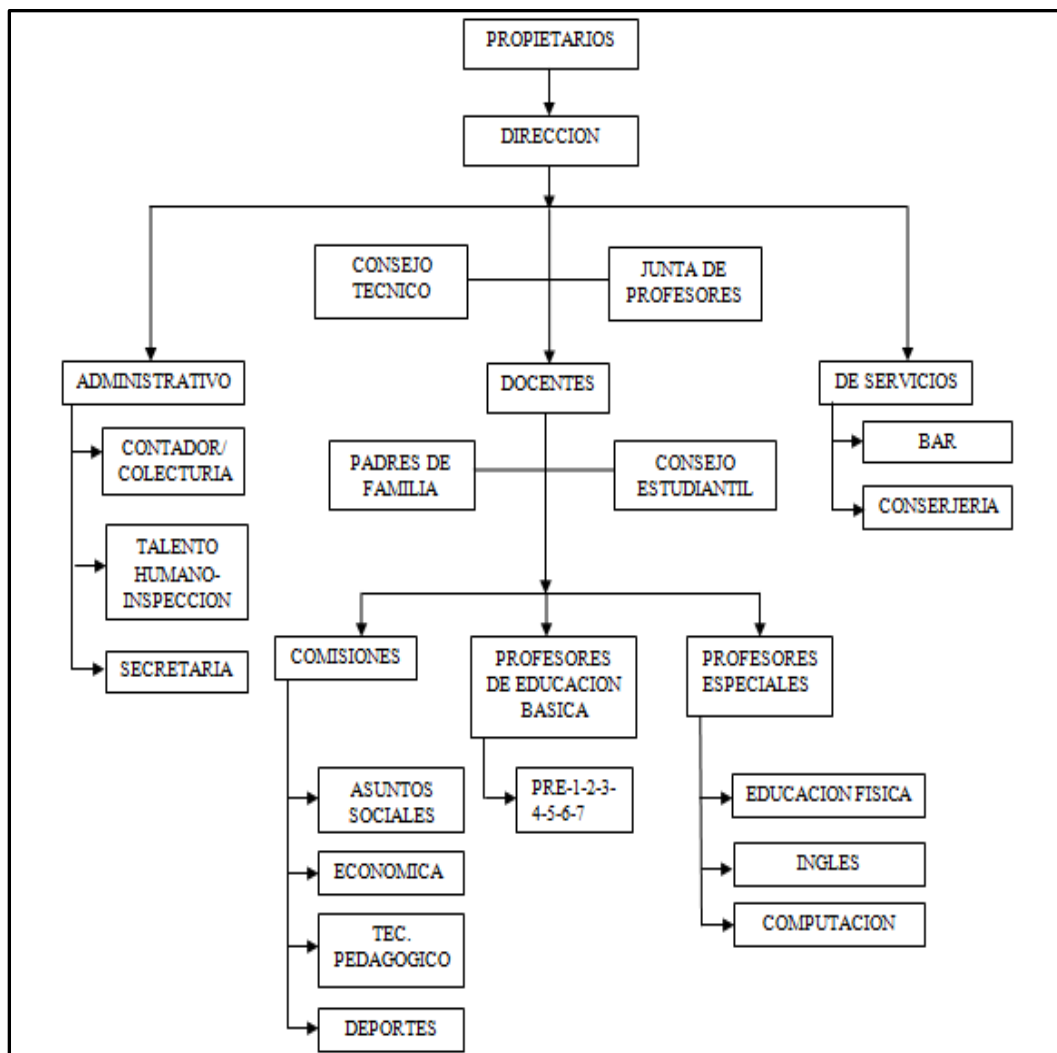 PROPIETARIOS
DIRECCION
CONSEJO
TECNICO
JUNTA DE
PROFESORES
ADMINISTRATIVO
DOCENTES
DE SERVICIOS
CONTADOR/
COLECTURIA
PADRES DE
FAMILIA
CONSEJO
ESTUDIANTIL
BAR
CONSERJERIA
TALENTO
HUMANO-
INSPECCION
SECRETARIA
COMISIONES
PROFESORES
DE EDUCACION
BASICA
PROFESORES
ESPECIALES
ASUNTOS
SOCIALES
PRE-1-2-3-
4-5-6-7
EDUCACION FISICA
ECONOMICA
INGLES
TEC.
PEDAGOGICO
COMPUTACION
DEPORTES